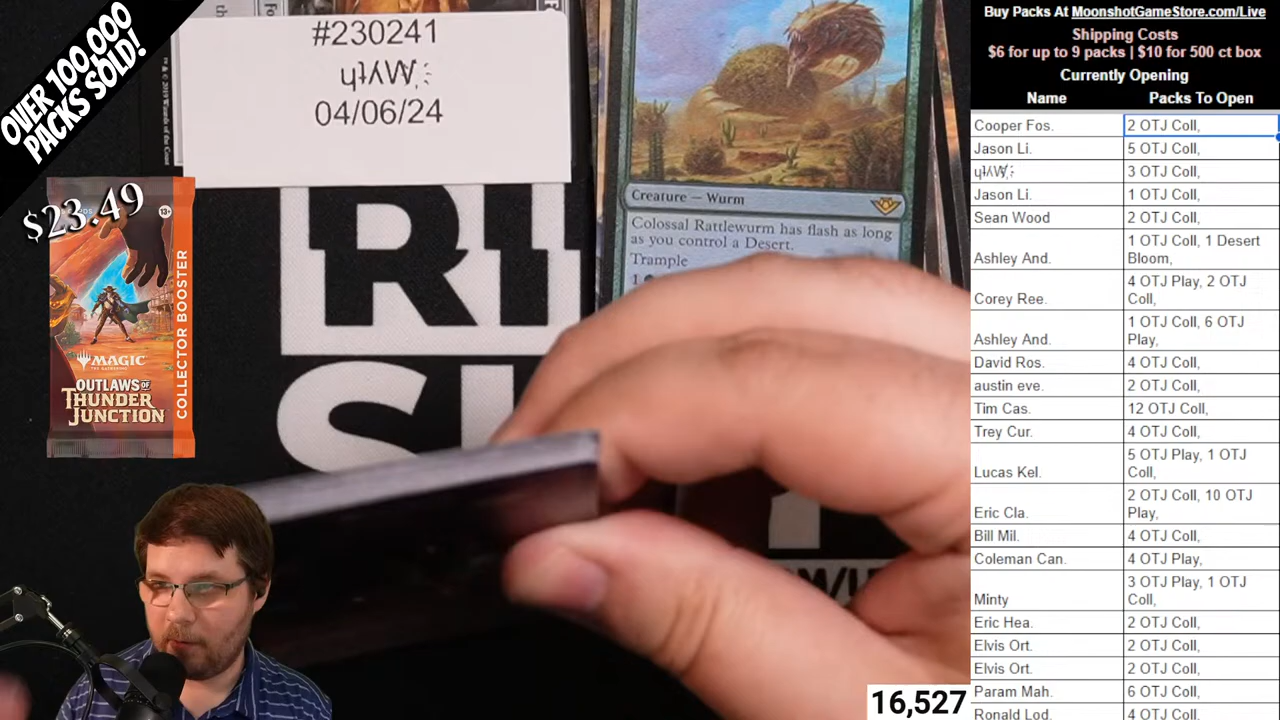 OVER 100,000
PACKS SOLD!
#230241
04/06/24
$23.49
13+
COLLECTOR BOOSTER
MAGIC
THE GATHERING
OUTLAWS OF
THUNDER
JUNCTION
RI
S
Creature — Wurm
Colossal Rattlewurm has flash as long
as you control a Desert.
Trample
16,527
Buy Packs At MoonshotGameStore.com/Live
Shipping Costs
$6 for up to 9 packs | $10 for 500 ct box
Currently Opening
Name Packs To Open
Cooper Fos. 2 OTJ Coll,
Jason Li. 5 OTJ Coll,
3 OTJ Coll,
Jason Li. 1 OTJ Coll,
Sean Wood 2 OTJ Coll,
1 OTJ Coll, 1 Desert
Ashley And. Bloom,
4 OTJ Play, 2 OTJ
Corey Ree. Coll,
1 OTJ Coll, 6 OTJ
Ashley And. Play,
David Ros. 4 OTJ Coll,
austin eve. 2 OTJ Coll,
Tim Cas. 12 OTJ Coll,
Trey Cur. 4 OTJ Coll,
5 OTJ Play, 1 OTJ
Lucas Kel. Coll,
2 OTJ Coll, 10 OTJ
Eric Cla. Play,
Bill Mil. 4 OTJ Coll,
Coleman Can. 4 OTJ Play,
3 OTJ Play, 1 OTJ
Minty Coll,
Eric Hea. 2 OTJ Coll,
Elvis Ort. 2 OTJ Coll,
Elvis Ort. 2 OTJ Coll,
Param Mah. 6 OTJ Coll,
Ronald Lod. 4 OTJ Coll,